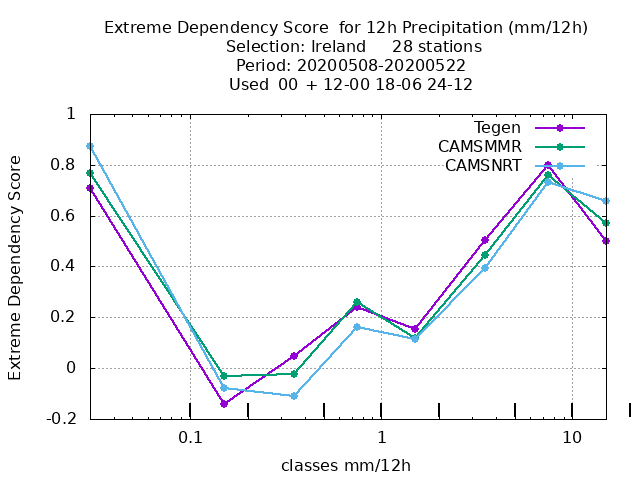 Extreme Dependency Score  for 12h Precipitation (mm/12h)
Selection: Ireland     28 stations
Period: 20200508-20200522
Used  00  + 12-00 18-06 24-12
Tegen
CAMSMMR
CAMSNRT
1
0.8
0.6
0.4
0.2
0
-0.2
Extreme Dependency Score
0.1
1
10
classes mm/12h